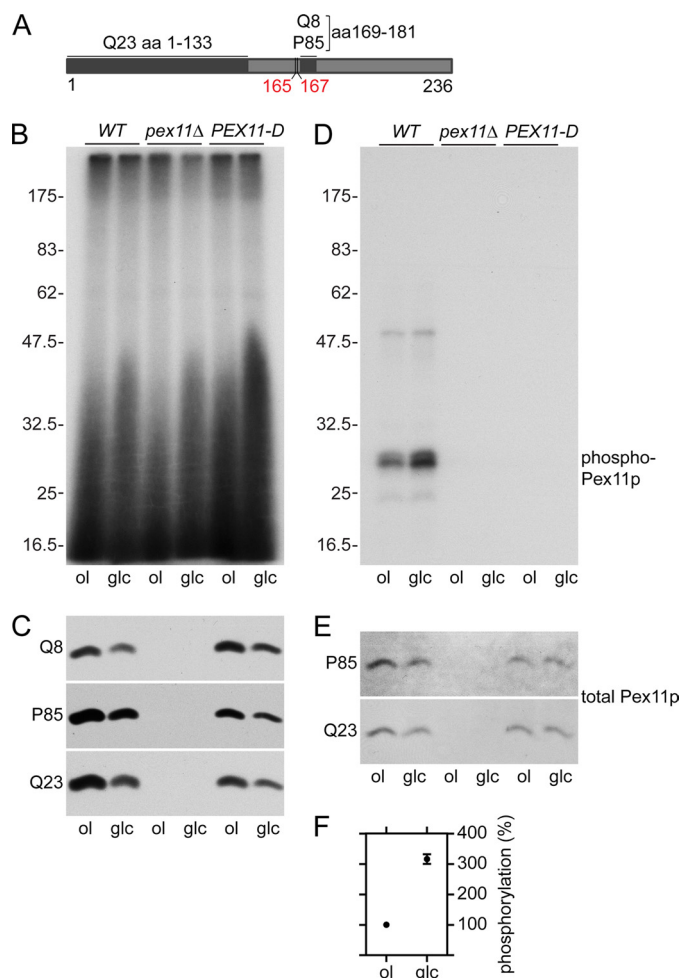 A
Q8
Q23 aa 1-133 P85 aa169-181
1 165 167 236
B WT pex11Δ PEX11-D
175-
83-
62-
47.5-
32.5-
25-
16.5-
ol glc ol glc ol glc
C
Q8
P85
Q23
ol glc ol glc ol glc
D WT pex11Δ PEX11-D
175-
83-
62-
47.5-
32.5-
25-
16.5-
phospho-
Pex11p
ol glc ol glc ol glc
E
P85
total Pex11p
Q23
ol glc ol glc ol glc
F
400
300
200
100
phosphorylation (%)
ol glc